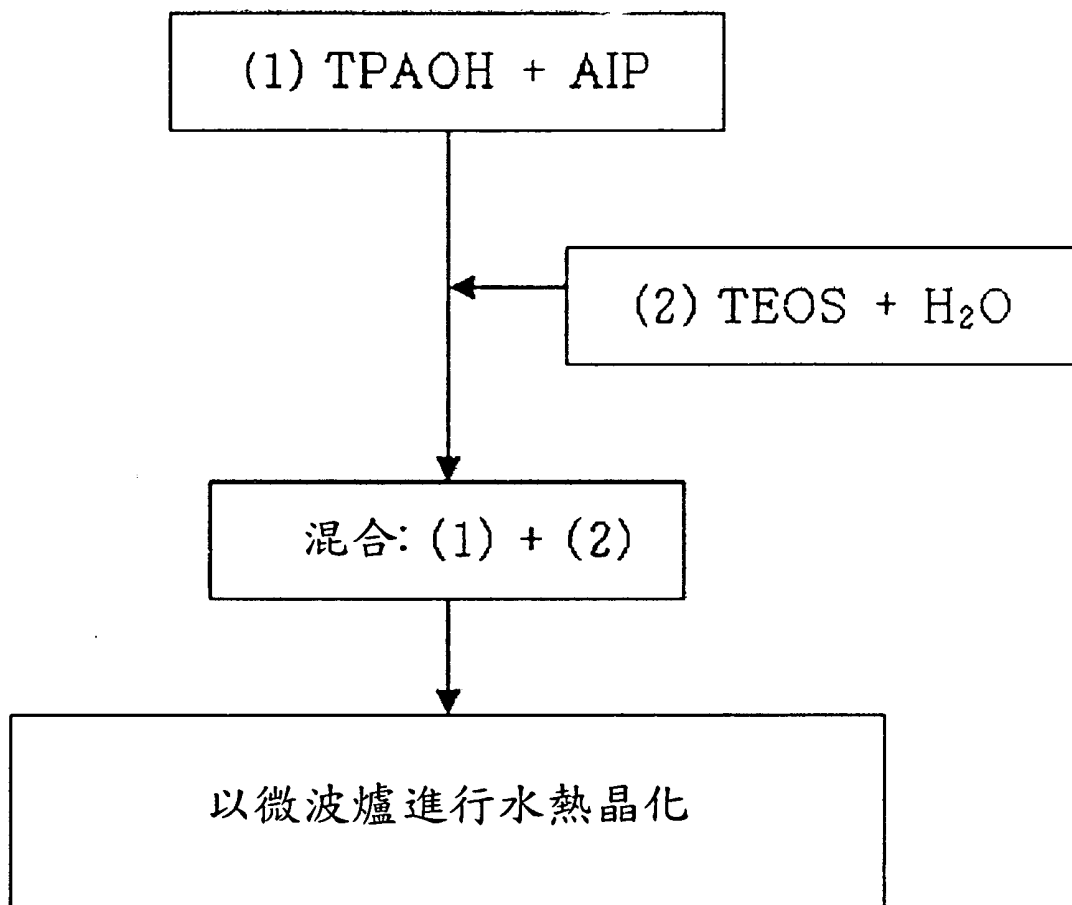 (1) TPAOH + AIP
(2) TEOS + H₂O
混合: (1) + (2)
以微波爐進行水熱晶化